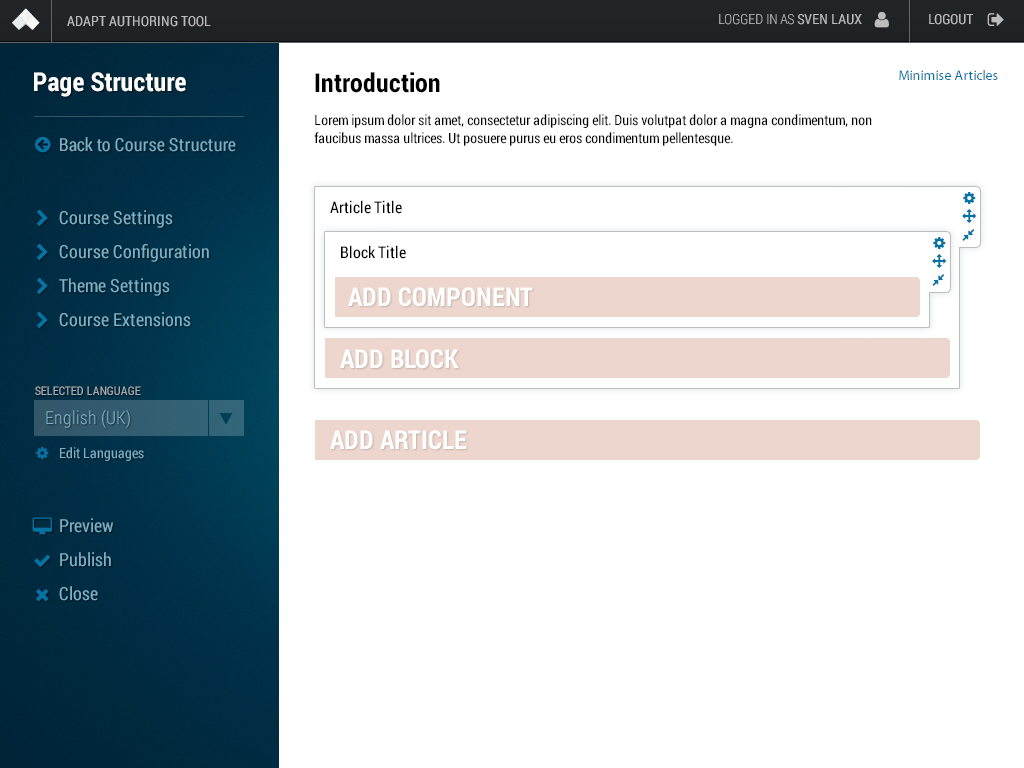 ADAPT AUTHORING TOOL
LOGGED IN AS SVEN LAUX
LOGOUT
Page Structure
Back to Course Structure
Course Settings
Course Configuration
Theme Settings
Course Extensions
SELECTED LANGUAGE
English (UK)
Edit Languages
Preview
Publish
Close
Introduction
Minimise Articles
Lorem ipsum dolor sit amet, consectetur adipiscing elit. Duis volutpat dolor a magna condimentum, non
faucibus massa ultrices. Ut posuere purus eu eros condimentum pellentesque.
Article Title
Block Title
ADD COMPONENT
ADD BLOCK
ADD ARTICLE